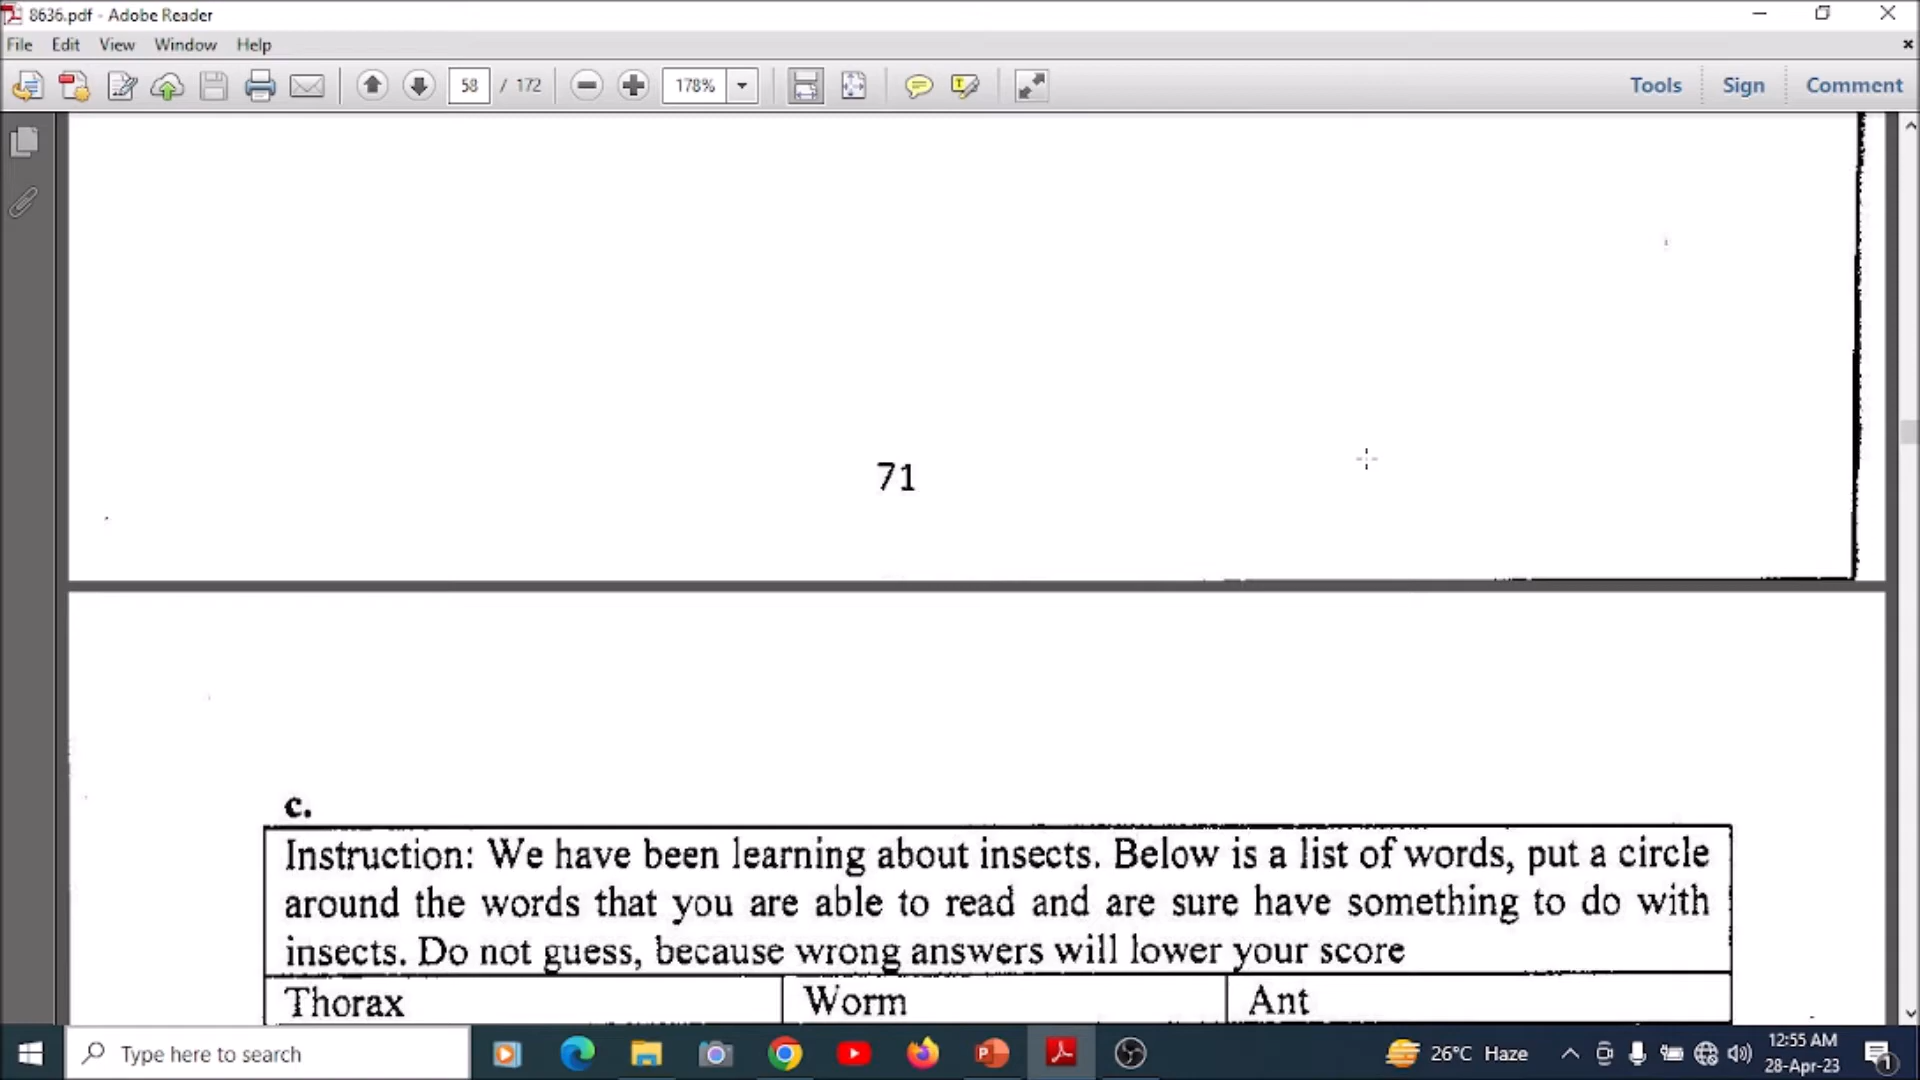 8636.pdf - Adobe Reader
File Edit View Window Help
58 / 172 178% Tools Sign Comment
71
c.
Instruction: We have been learning about insects. Below is a list of words, put a circle
around the words that you are able to read and are sure have something to do with
insects. Do not guess, because wrong answers will lower your score
Thorax Worm Ant
Type here to search 26°C Haze 12:55 AM
28-Apr-23 1